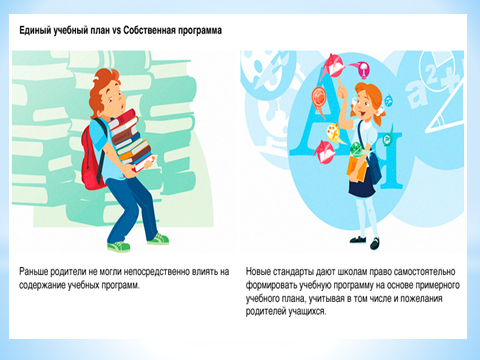 Единый учебный план vs Собственная программа
Раньше родители не могли непосредственно влиять на
содержание учебных программ.
Новые стандарты дают школам право самостоятельно
формировать учебную программу на основе примерного
учебного плана, учитывая в том числе и пожелания
родителей учащихся.